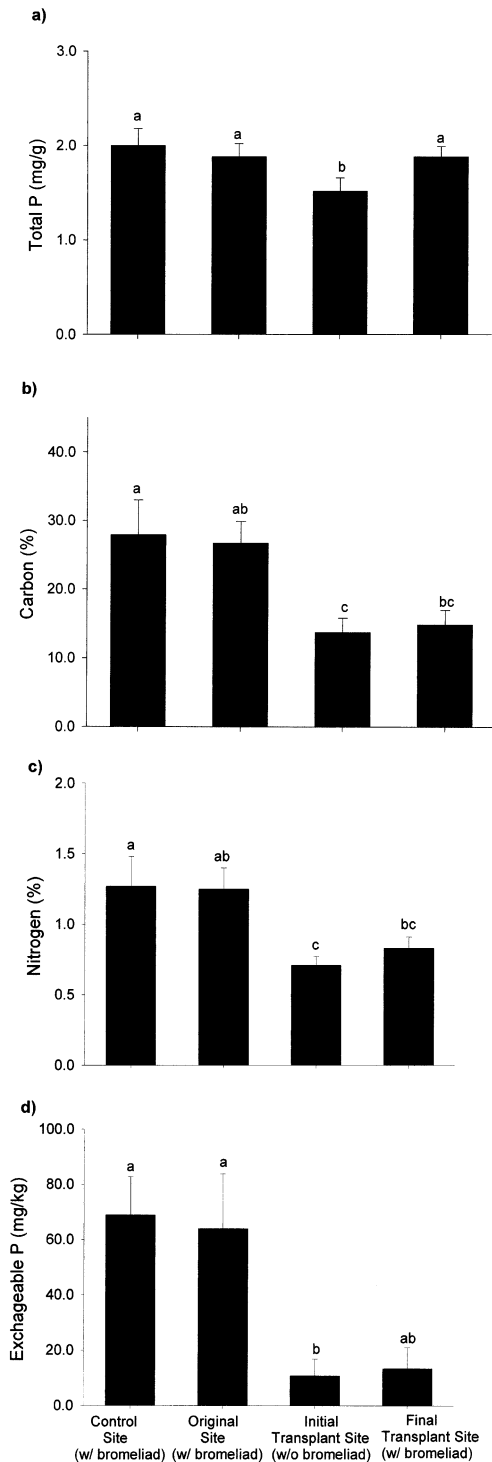 a)
3.0
2.0
1.0
0.0
Total P (mg/g)
a
a
b
a
b)
40.0
30.0
20.0
10.0
0.0
Carbon (%)
a
ab
c
bc
c)
2.0
1.5
1.0
0.5
0.0
Nitrogen (%)
a
ab
c
bc
d)
100.0
80.0
60.0
40.0
20.0
0.0
Exchageable P (mg/kg)
a
a
b
ab
Control
Site
(w/ bromeliad)
Original
Site
(w/ bromeliad)
Initial
Transplant Site
(w/o bromeliad)
Final
Transplant Site
(w/ bromeliad)